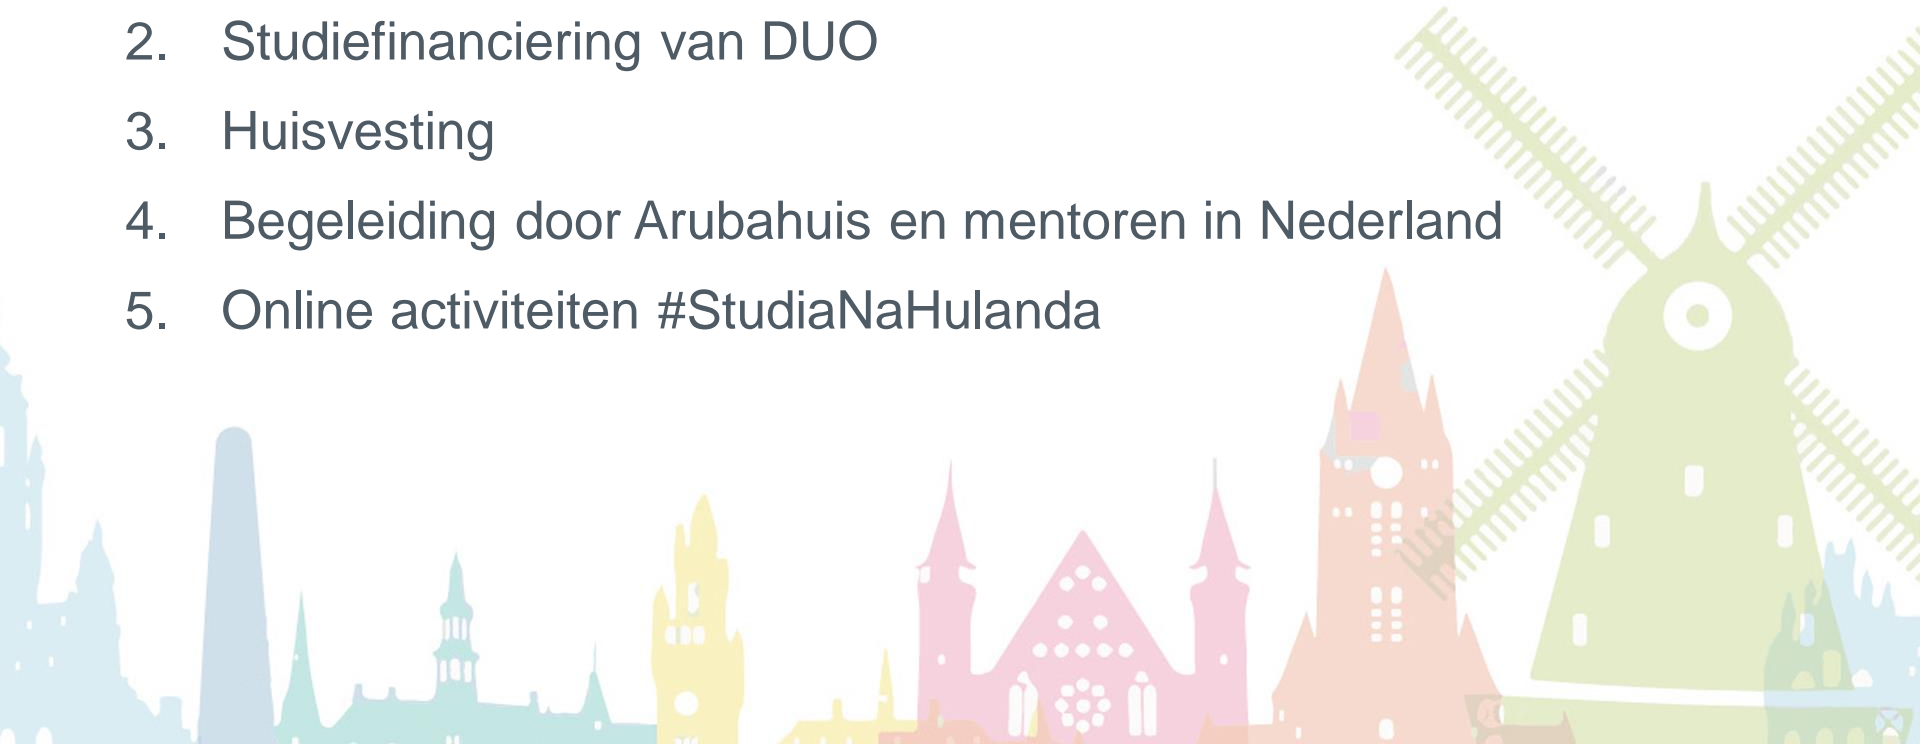 2. Studiefinanciering van DUO
3. Huisvesting
4. Begeleiding door Arubahuis en mentoren in Nederland
5. Online activiteiten #StudiaNaHulanda